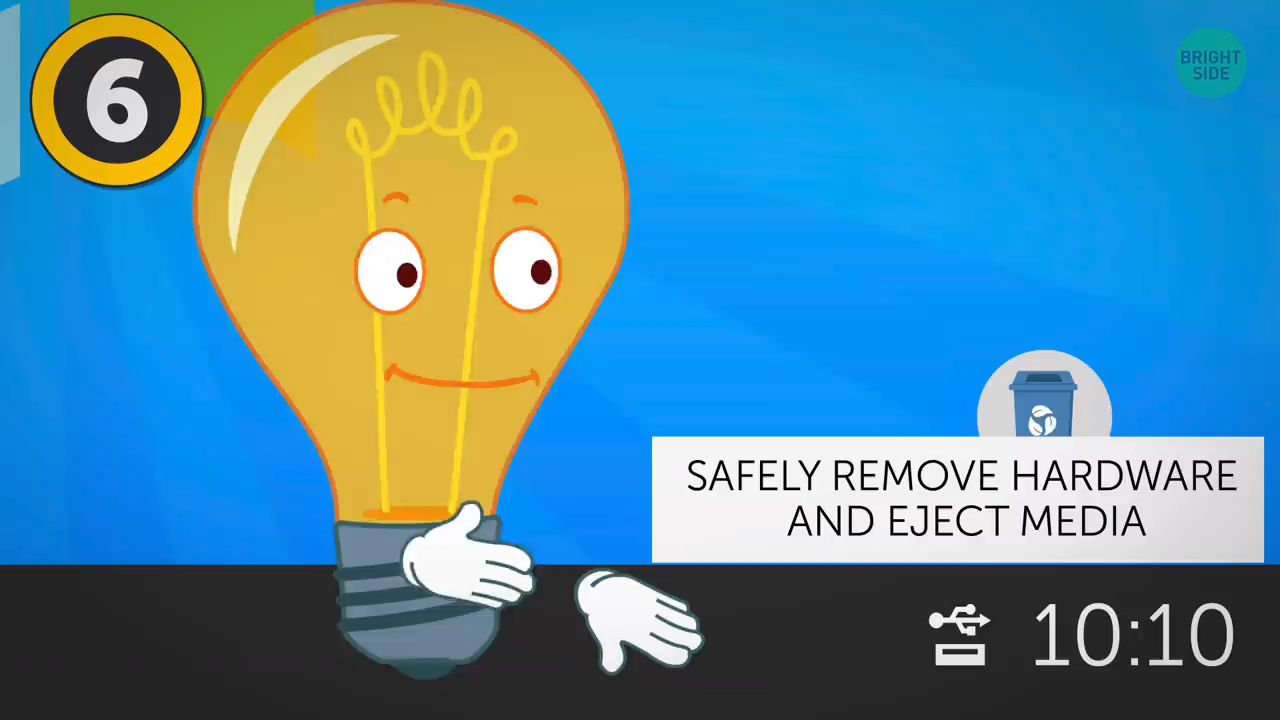 6
BRIGHT
SIDE
SAFELY REMOVE HARDWARE
AND EJECT MEDIA
10:10